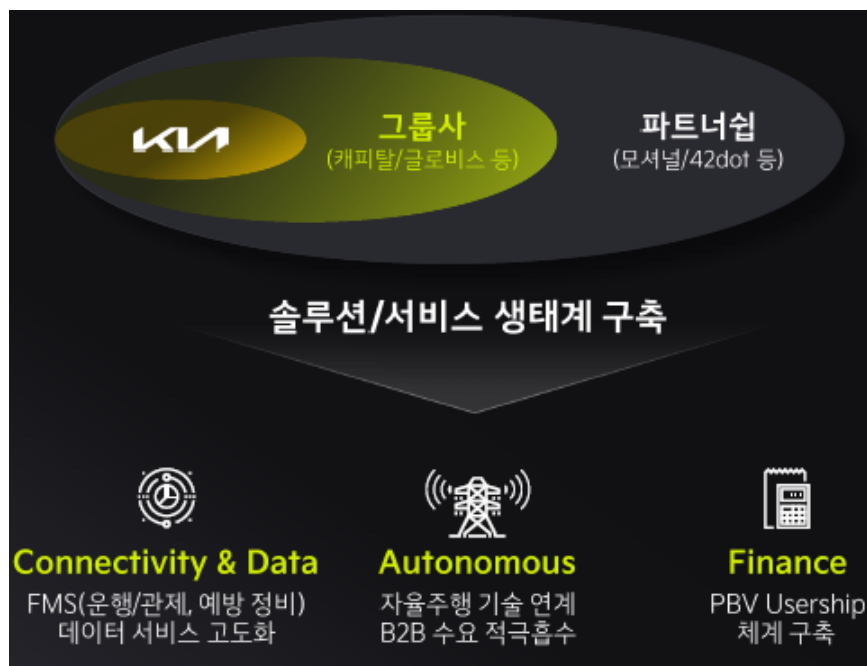 KIA
그룹사
(캐피탈/글로비스 등)
파트너쉽
(모셔널/42dot 등)
솔루션/서비스 생태계 구축
Connectivity & Data
FMS(운행/관제, 예방 정비)
데이터 서비스 고도화
Autonomous
자율주행 기술 연계
B2B 수요 적극흡수
Finance
PBV Usership
체계 구축